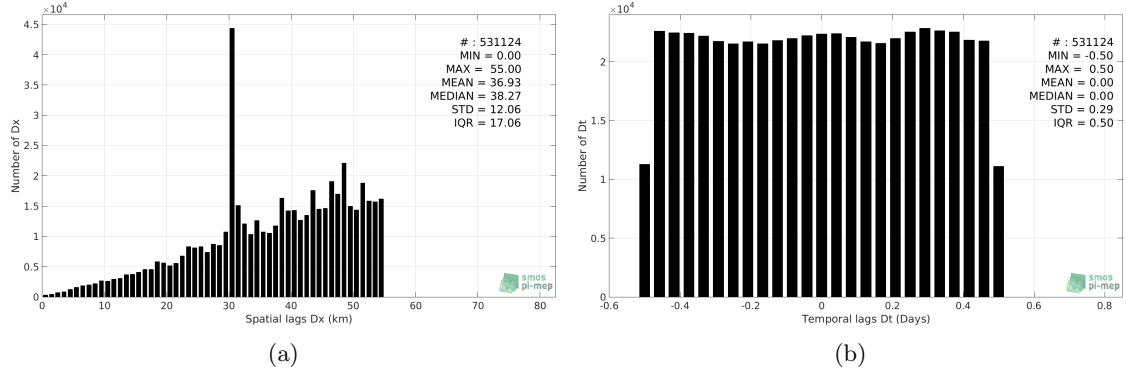 ×10⁴
4.5
4
3.5
3
2.5
2
1.5
1
0.5
0
Number of Dx
# : 531124
MIN = 0.00
MAX = 55.00
MEAN = 36.93
MEDIAN = 38.27
STD = 12.06
IQR = 17.06
smos
pi-mep
0 10 20 30 40 50 60 70 80
Spatial lags Dx (km)
(a)
×10⁴
2
1.5
1
0.5
0
Number of Dt
# : 531124
MIN = -0.50
MAX = 0.50
MEAN = 0.00
MEDIAN = 0.00
STD = 0.29
IQR = 0.50
smos
pi-mep
-0.6 -0.4 -0.2 0 0.2 0.4 0.6 0.8
Temporal lags Dt (Days)
(b)